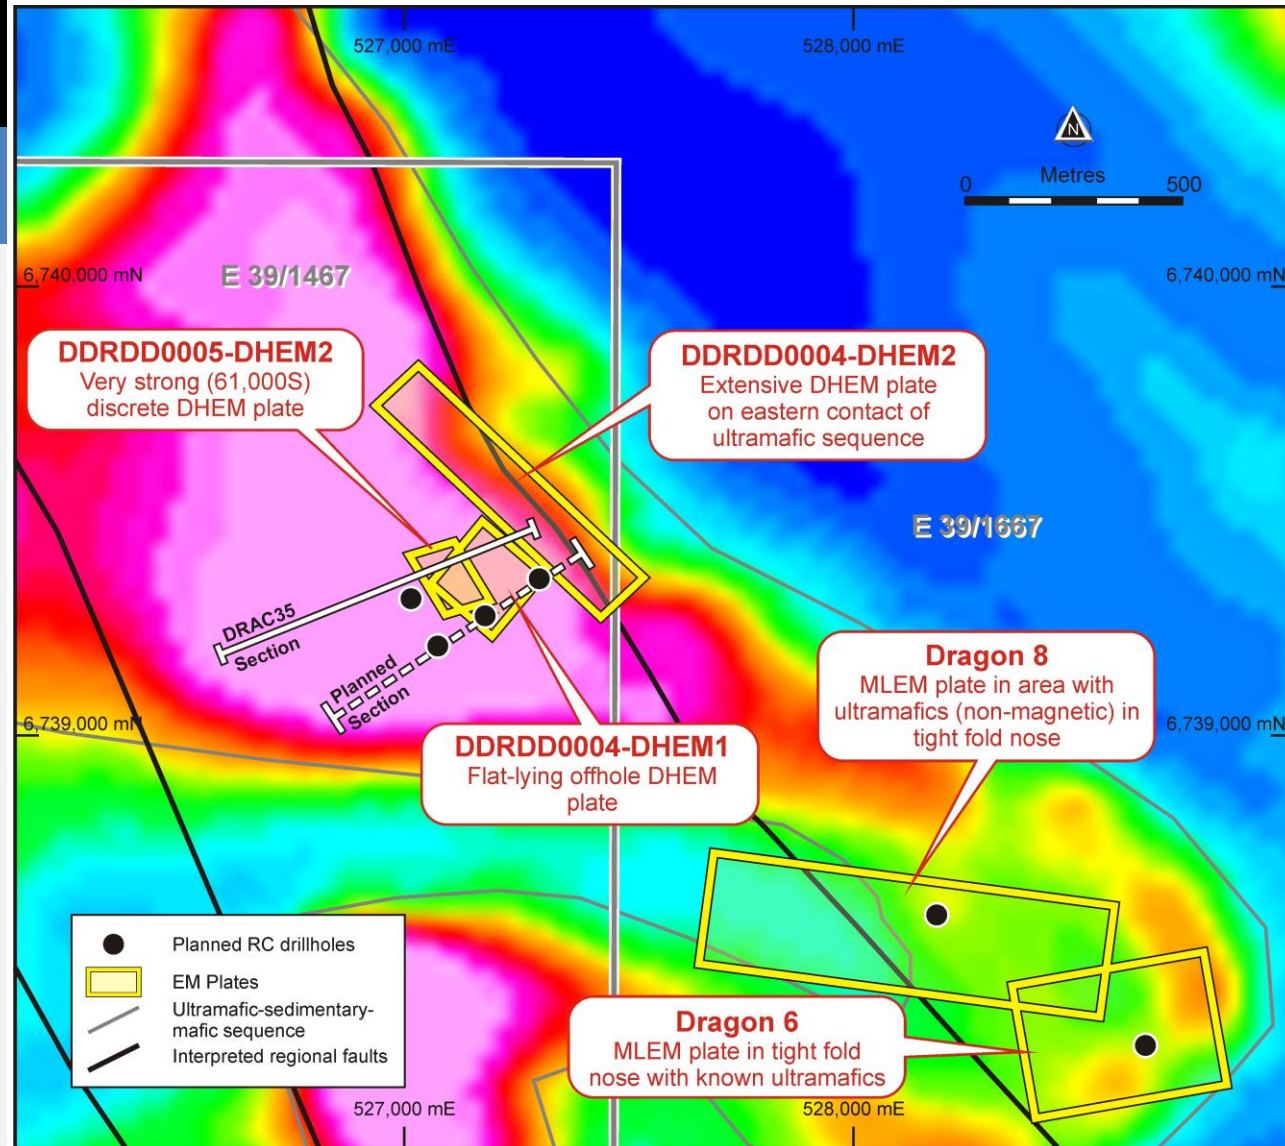 527,000 mE
528,000 mE
N
Metres
0
500
6,740,000 mN
E 39/1467
6,740,000 mN
DDRDD0005-DHEM2
Very strong (61,000S)
discrete DHEM plate
DDRDD0004-DHEM2
Extensive DHEM plate
on eastern contact of
ultramafic sequence
E 39/1667
DRAC35
Section
Planned
Section
6,739,000 mN
6,739,000 mN
Dragon 8
MLEM plate in area with
ultramafics (non-magnetic) in
tight fold nose
DDRDD0004-DHEM1
Flat-lying offhole DHEM
plate
Planned RC drillholes
EM Plates
Ultramafic-sedimentary-
mafic sequence
Interpreted regional faults
Dragon 6
MLEM plate in tight fold
nose with known ultramafics
527,000 mE
528,000 mE